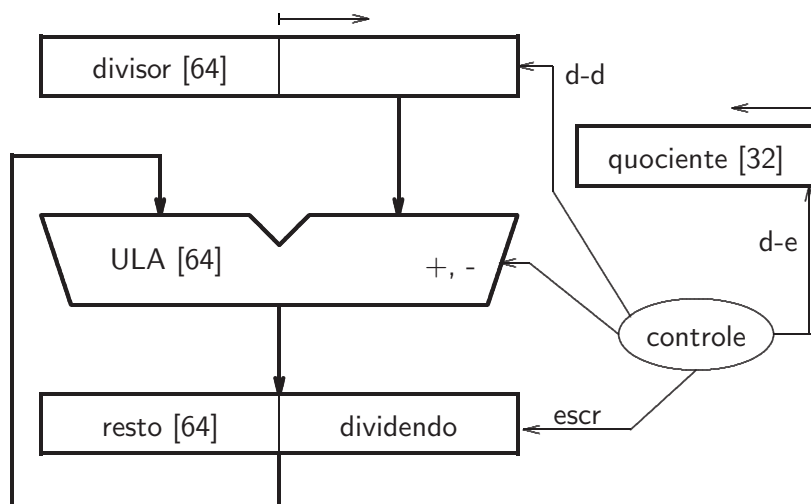 divisor [64]
d-d
quociente [32]
ULA [64]
+, -
d-e
controle
resto [64]
dividendo
escr